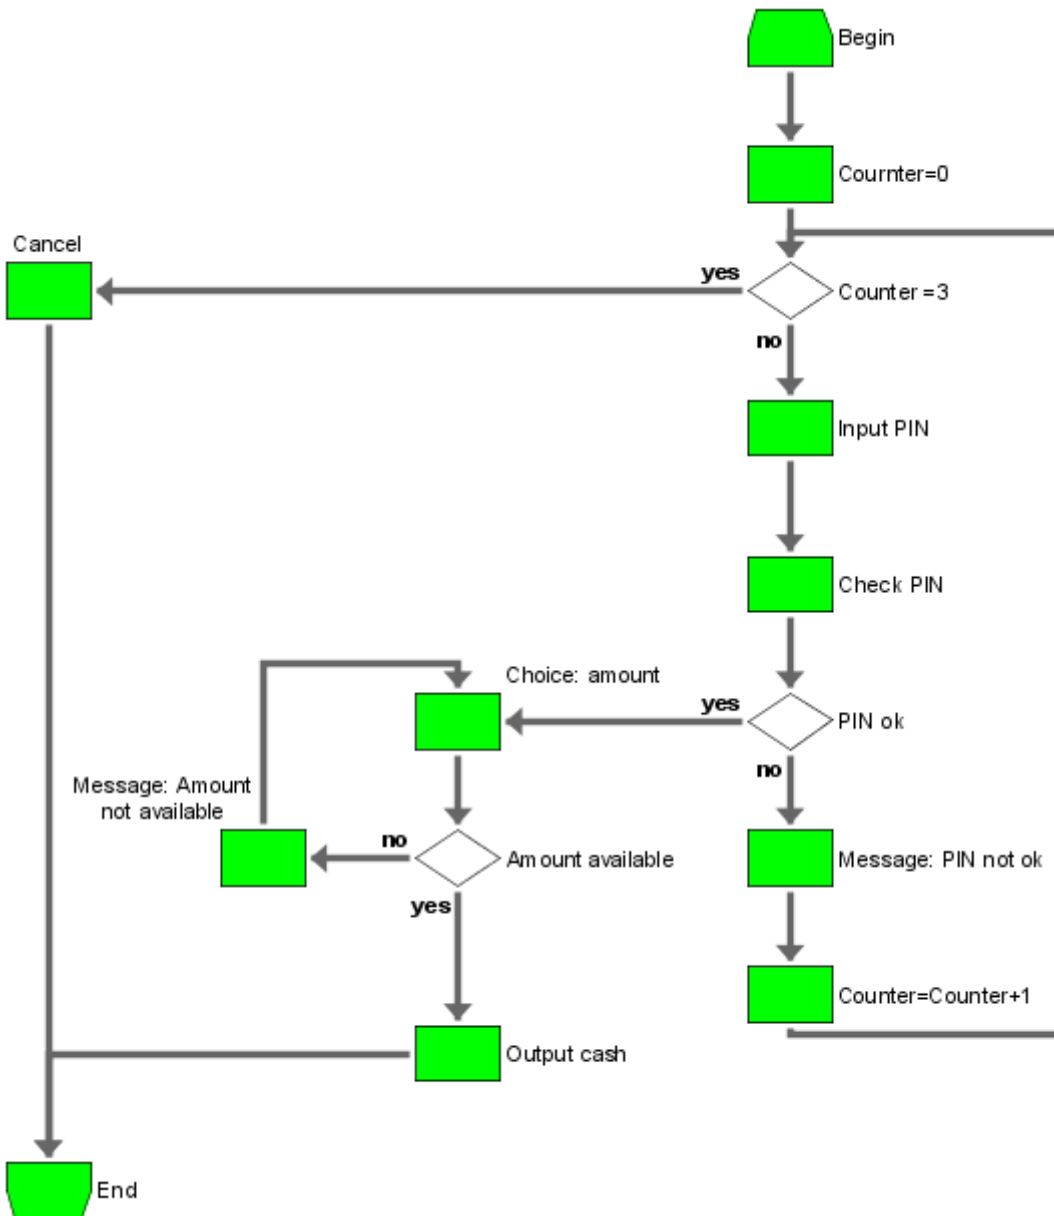 Begin
Cournter=0
Cancel
yes
Counter =3
no
Input PIN
Check PIN
Choice: amount
yes
PIN ok
no
Message: Amount
not available
no
Amount available
Message: PIN not ok
yes
Counter=Counter+1
Output cash
End